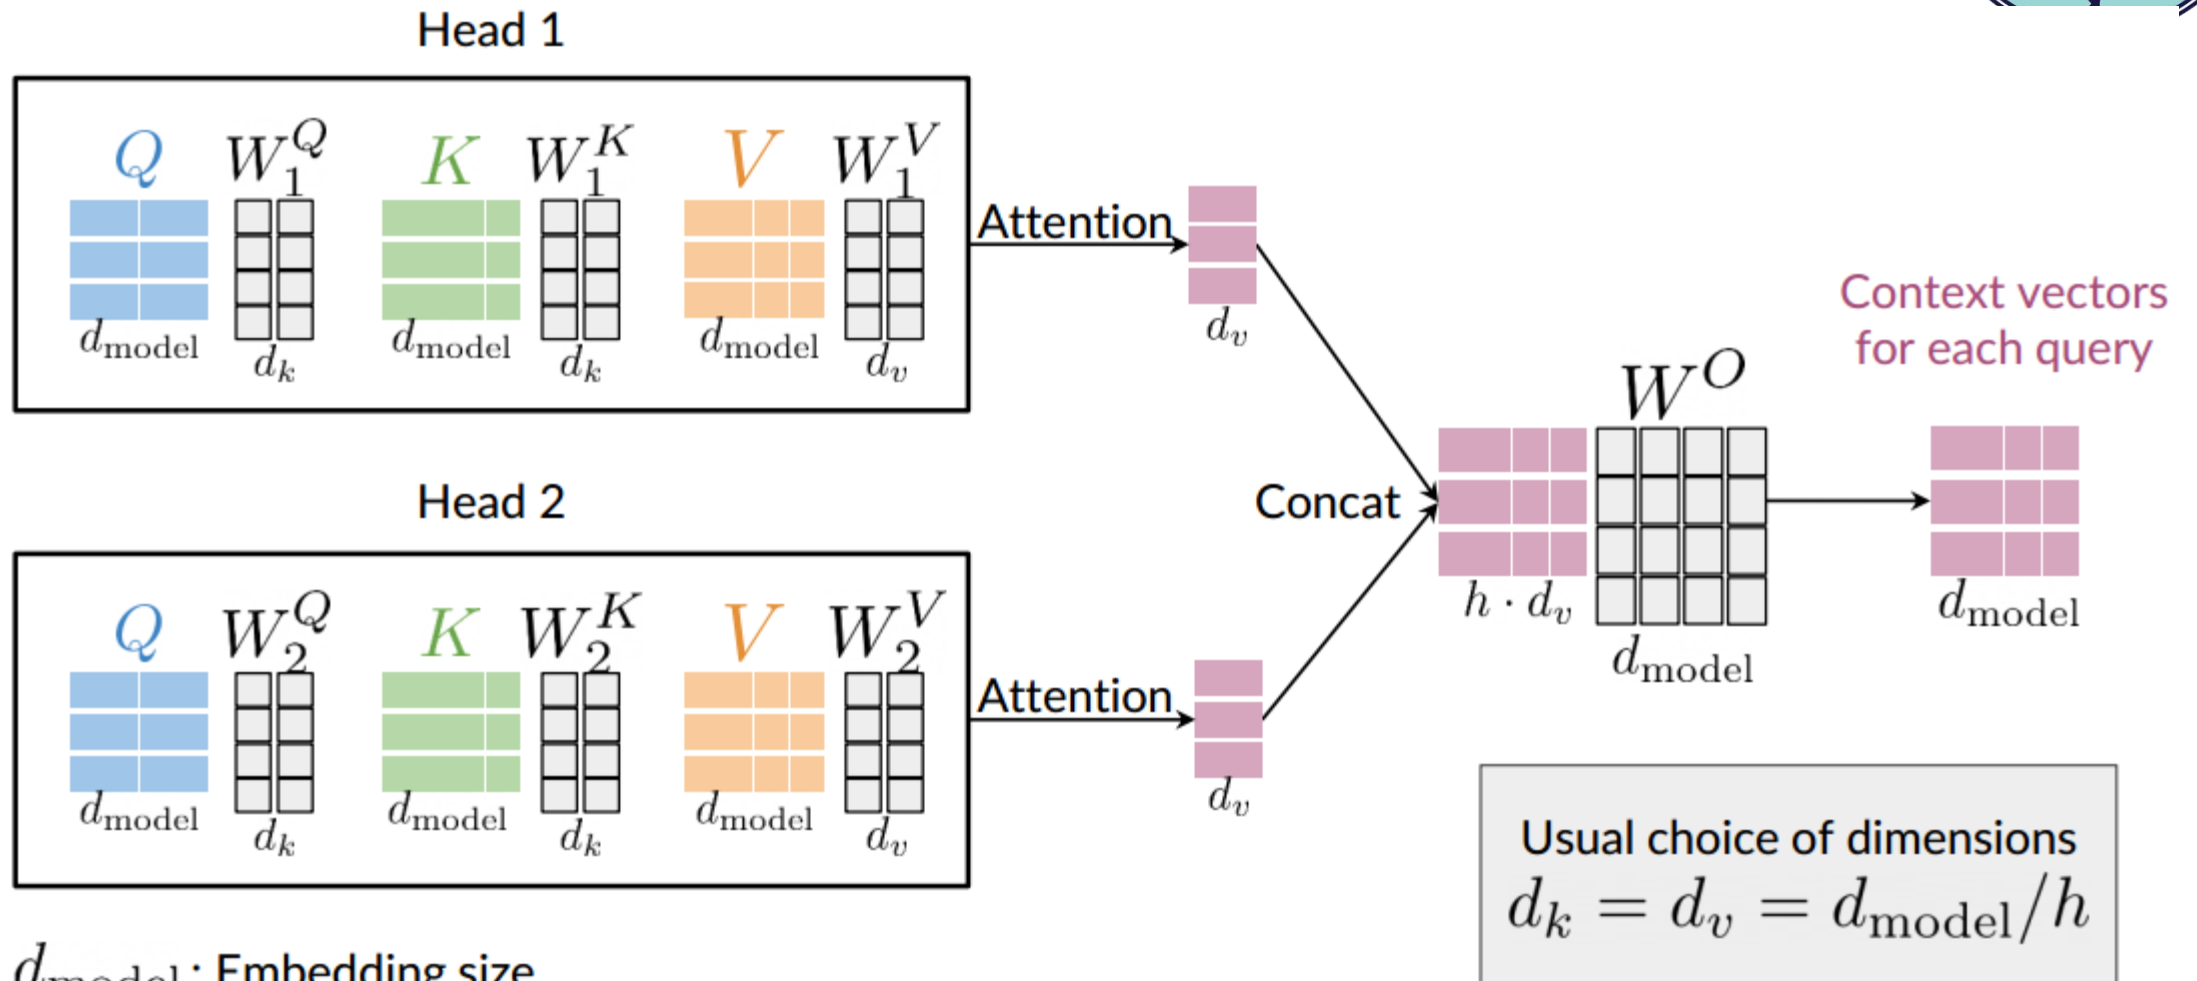 Head 1
Q W_1^Q K W_1^K V W_1^V
d_model d_k d_model d_k d_model d_v
Attention
d_v
Head 2
Q W_2^Q K W_2^K V W_2^V
d_model d_k d_model d_k d_model d_v
Attention
d_v
Concat
h · d_v
W^O
d_model
Context vectors
for each query
d_model
Usual choice of dimensions
d_k = d_v = d_model/h
d_model : Embedding size